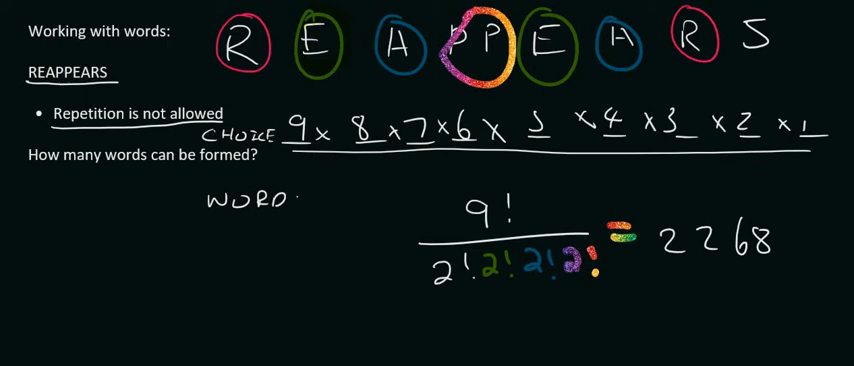 Working with words:
R E A P P E A R S
REAPPEARS
• Repetition is not allowed
CHOICE 9 × 8 × 7 × 6 × 5 × 4 × 3 × 2 × 1
How many words can be formed?
WORD
9!
2! 2! 2! 2!
= 2268